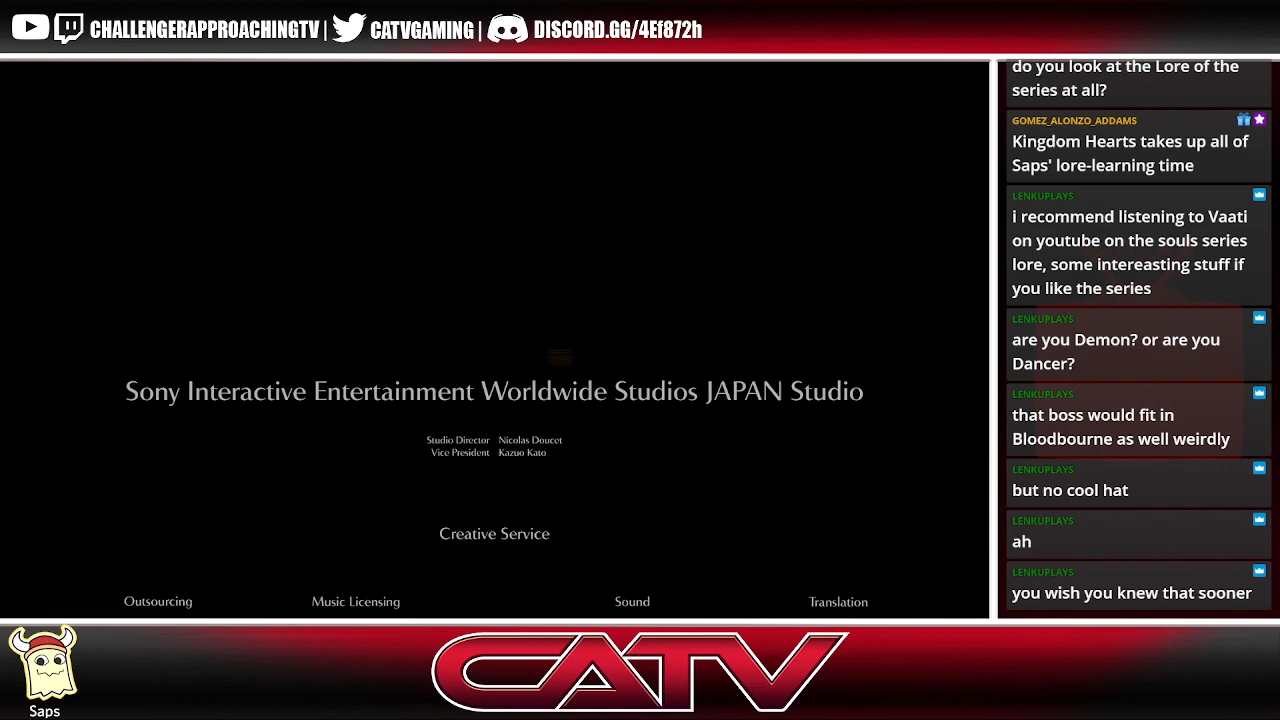 CHALLENGERAPPROACHINGTV | CATVGAMING | DISCORD.GG/4Ef872h
do you look at the Lore of the
series at all?
GOMEZ_ALONZO_ADDAMS
Kingdom Hearts takes up all of
Saps' lore-learning time
LENKUPLAYS
i recommend listening to Vaati
on youtube on the souls series
lore, some intereasting stuff if
you like the series
LENKUPLAYS
are you Demon? or are you
Dancer?
LENKUPLAYS
that boss would fit in
Bloodbourne as well weirdly
LENKUPLAYS
but no cool hat
LENKUPLAYS
ah
LENKUPLAYS
you wish you knew that sooner
Sony Interactive Entertainment Worldwide Studios JAPAN Studio
Studio Director Nicolas Doucet
Vice President Kazuo Kato
Creative Service
Outsourcing Music Licensing Sound Translation
Saps
CATV